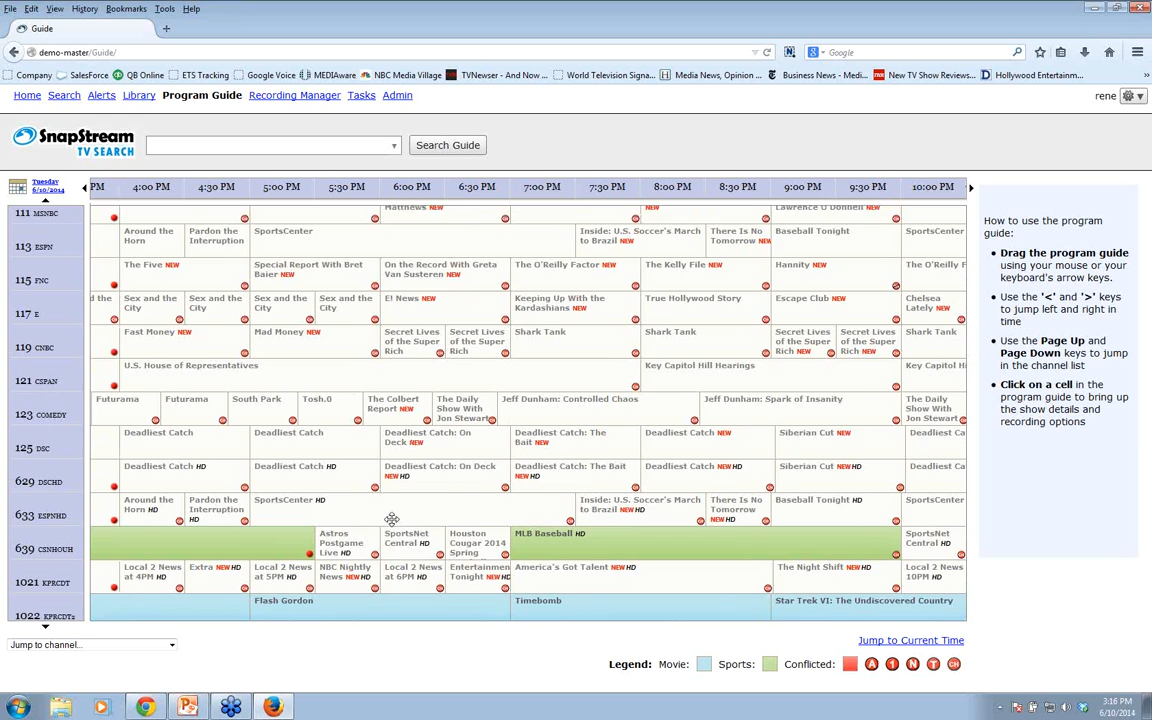 File Edit View History Bookmarks Tools Help
Guide
demo-master/Guide/
Google
Company SalesForce QB Online ETS Tracking Google Voice MEDIAware NBC Media Village TVNewser - And Now ... World Television Signa... Media News, Opinion ... Business News - Medi... New TV Show Reviews... Hollywood Entertainm...
Home Search Alerts Library Program Guide Recording Manager Tasks Admin
rene
SnapStream
TV SEARCH
Search Guide
Tuesday
6/10/2014
PM 4:00 PM 4:30 PM 5:00 PM 5:30 PM 6:00 PM 6:30 PM 7:00 PM 7:30 PM 8:00 PM 8:30 PM 9:00 PM 9:30 PM 10:00 PM
111 MSNBC
Matthews NEW
NEW
Lawrence O'Donnell NEW
113 ESPN
Around the
Horn
Pardon the
Interruption
SportsCenter
Inside: U.S. Soccer's March
to Brazil NEW
There Is No
Tomorrow NEW
Baseball Tonight
SportsCenter
115 FNC
The Five NEW
Special Report With Bret
Baier NEW
On the Record With Greta
Van Susteren NEW
The O'Reilly Factor NEW
The Kelly File NEW
Hannity NEW
The O'Reilly F
117 E
d the
Sex and the
City
Sex and the
City
Sex and the
City
Sex and the
City
E! News NEW
Keeping Up With the
Kardashians NEW
True Hollywood Story
Escape Club NEW
Chelsea
Lately NEW
119 CNBC
Fast Money NEW
Mad Money NEW
Secret Lives
of the Super
Rich
Secret Lives
of the Super
Rich
Shark Tank
Shark Tank
Secret Lives
of the Super
Rich NEW
Secret Lives
of the Super
Rich NEW
Shark Tank
121 CSPAN
U.S. House of Representatives
Key Capitol Hill Hearings
Key Capitol H
123 COMEDY
Futurama
Futurama
South Park
Tosh.0
The Colbert
Report NEW
The Daily
Show With
Jon Stewart
Jeff Dunham: Controlled Chaos
Jeff Dunham: Spark of Insanity
The Daily
Show With
Jon Stewart
125 DSC
Deadliest Catch
Deadliest Catch
Deadliest Catch: On
Deck NEW
Deadliest Catch: The
Bait NEW
Deadliest Catch NEW
Siberian Cut NEW
Deadliest Ca
629 DSCHD
Deadliest Catch HD
Deadliest Catch HD
Deadliest Catch: On Deck
NEW HD
Deadliest Catch: The Bait
NEW HD
Deadliest Catch NEW HD
Siberian Cut NEW HD
Deadliest Ca
633 ESPNHD
Around the
Horn HD
Pardon the
Interruption
HD
SportsCenter HD
Inside: U.S. Soccer's March
to Brazil NEW HD
There Is No
Tomorrow
NEW HD
Baseball Tonight HD
SportsCenter
639 CSNHOUH
Astros
Postgame
Live HD
SportsNet
Central HD
Houston
Cougar 2014
Spring
MLB Baseball HD
SportsNet
Central HD
1021 KPRCDT
Local 2 News
at 4PM HD
Extra NEW HD
Local 2 News
at 5PM HD
NBC Nightly
News NEW HD
Local 2 News
at 6PM HD
Entertainmen
Tonight NEW HD
America's Got Talent NEW HD
The Night Shift NEW HD
Local 2 News
10PM HD
1022 KPRCDT2
Flash Gordon
Timebomb
Star Trek VI: The Undiscovered Country
How to use the program
guide:
Drag the program guide
using your mouse or your
keyboard's arrow keys.
Use the '<' and '>' keys
to jump left and right in
time
Use the Page Up and
Page Down keys to jump
in the channel list
Click on a cell in the
program guide to bring up
the show details and
recording options
Jump to channel...
Jump to Current Time
Legend: Movie: Sports: Conflicted: A 1 N T CH
3:16 PM
6/10/2014